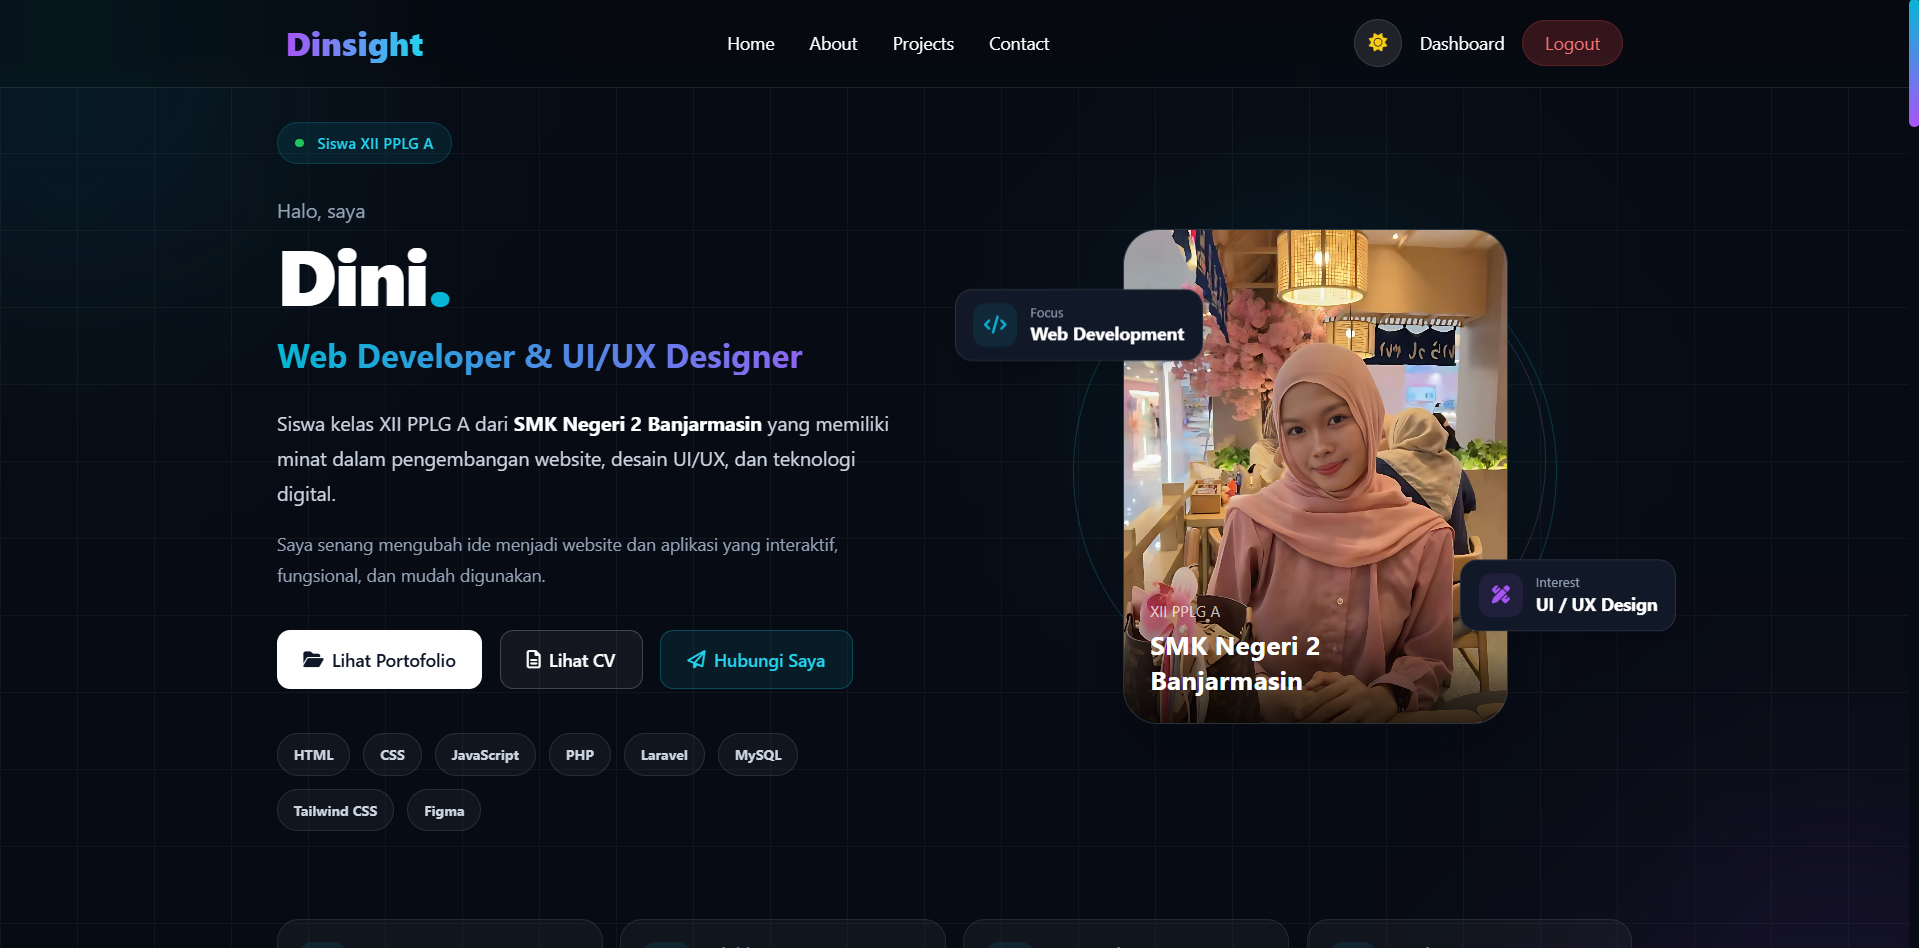 Dinsight
Home
About
Projects
Contact
Dashboard
Logout
Siswa XII PPLG A
Halo, saya
Dini.
Web Developer & UI/UX Designer
Siswa kelas XII PPLG A dari SMK Negeri 2 Banjarmasin yang memiliki
minat dalam pengembangan website, desain UI/UX, dan teknologi
digital.
Saya senang mengubah ide menjadi website dan aplikasi yang interaktif,
fungsional, dan mudah digunakan.
Lihat Portofolio
Lihat CV
Hubungi Saya
HTML
CSS
JavaScript
PHP
Laravel
MySQL
Tailwind CSS
Figma
Focus
Web Development
Interest
UI / UX Design
XII PPLG A
SMK Negeri 2
Banjarmasin